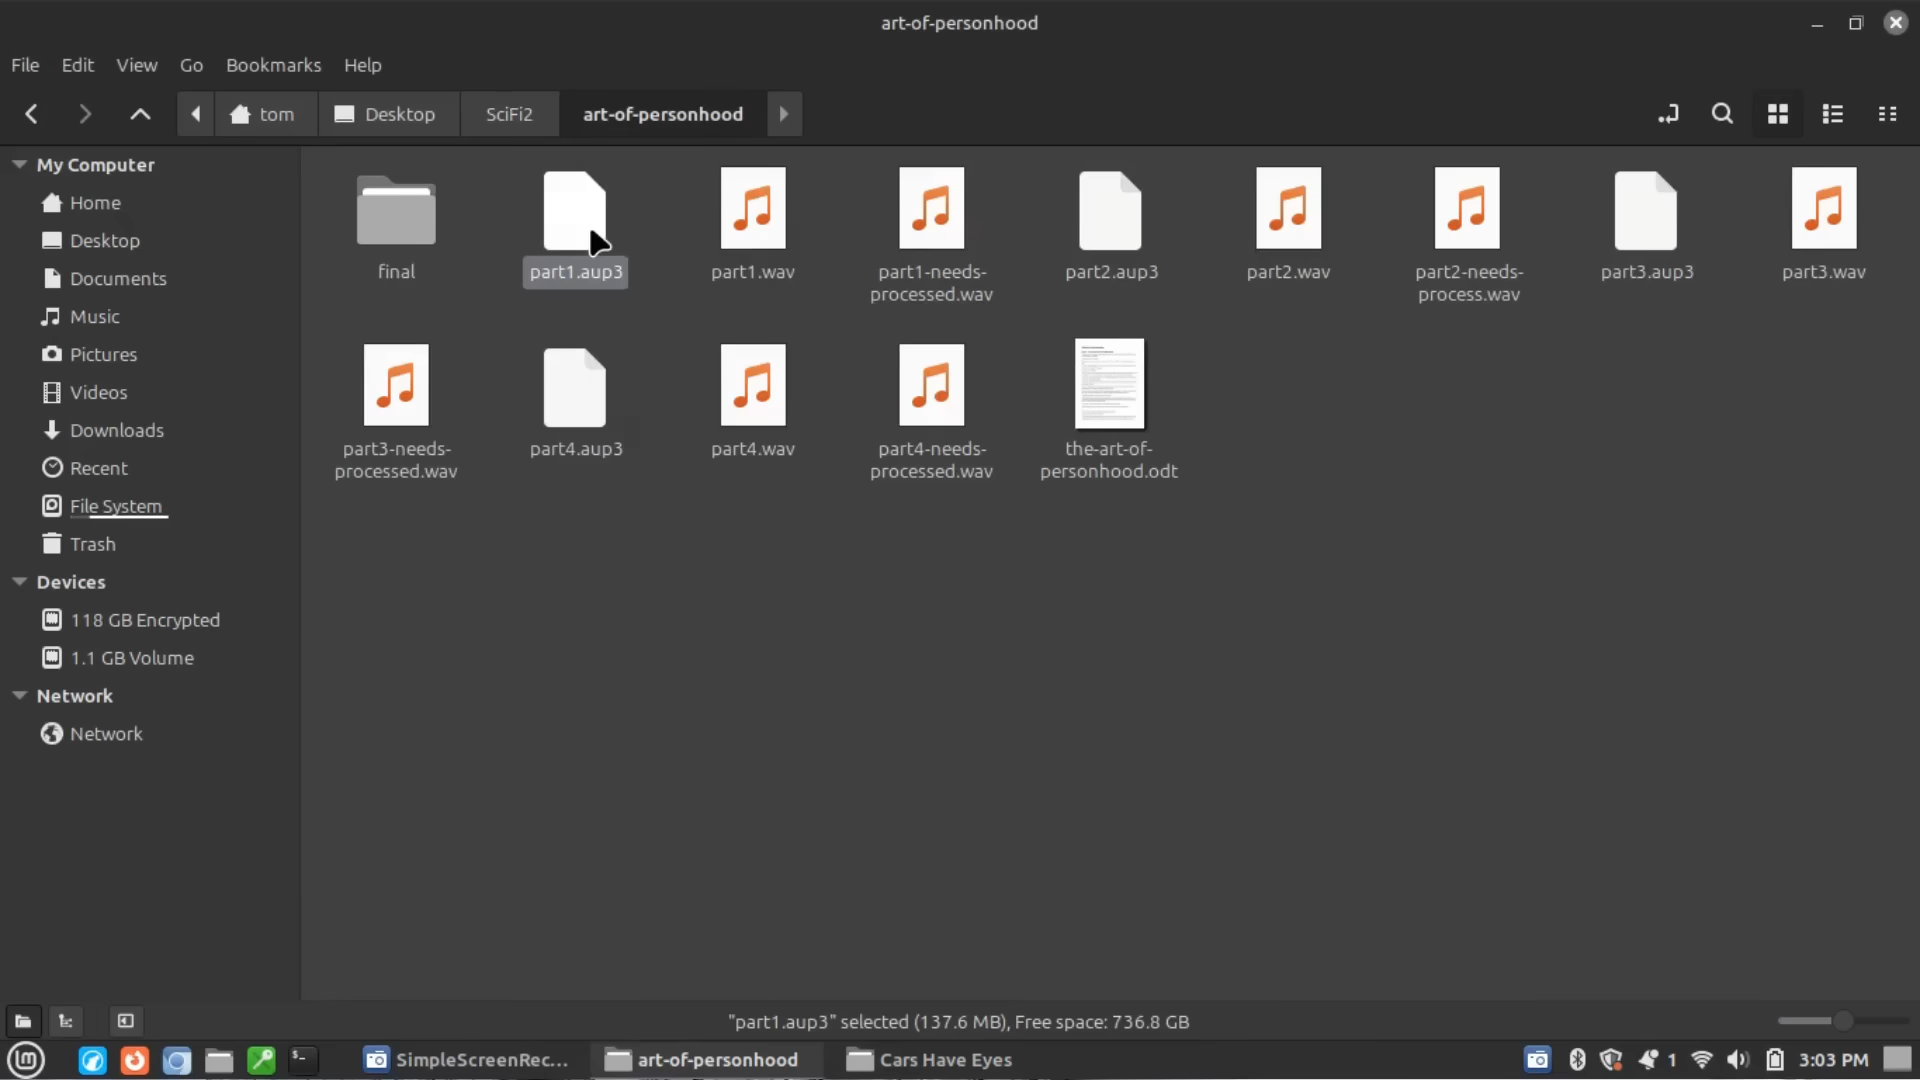 art-of-personhood
File Edit View Go Bookmarks Help
tom Desktop SciFi2 art-of-personhood
My Computer
Home
Desktop
Documents
Music
Pictures
Videos
Downloads
Recent
File System
Trash
Devices
118 GB Encrypted
1.1 GB Volume
Network
Network
final
part1.aup3
part1.wav
part1-needs-
processed.wav
part2.aup3
part2.wav
part2-needs-
process.wav
part3.aup3
part3.wav
part3-needs-
processed.wav
part4.aup3
part4.wav
part4-needs-
processed.wav
the-art-of-
personhood.odt
"part1.aup3" selected (137.6 MB), Free space: 736.8 GB
SimpleScreenRec... art-of-personhood Cars Have Eyes 1 3:03 PM